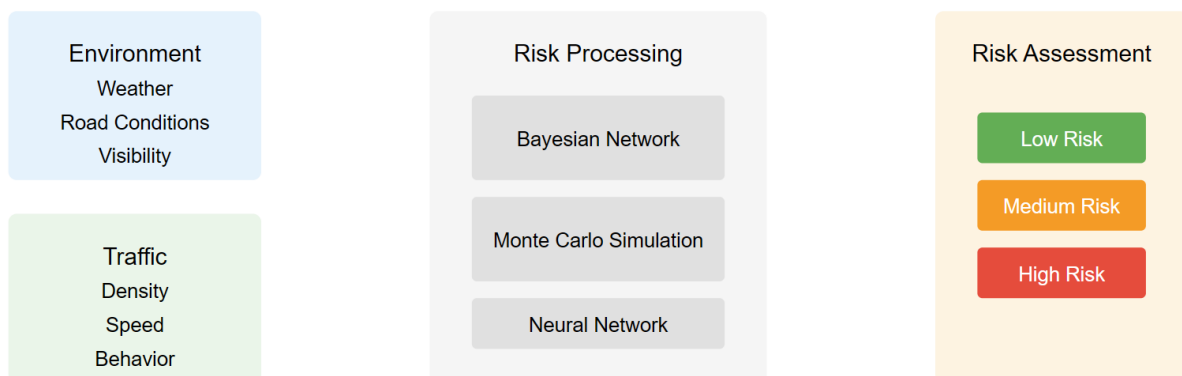 Environment
Weather
Road Conditions
Visibility
Traffic
Density
Speed
Behavior
Risk Processing
Bayesian Network
Monte Carlo Simulation
Neural Network
Risk Assessment
Low Risk
Medium Risk
High Risk